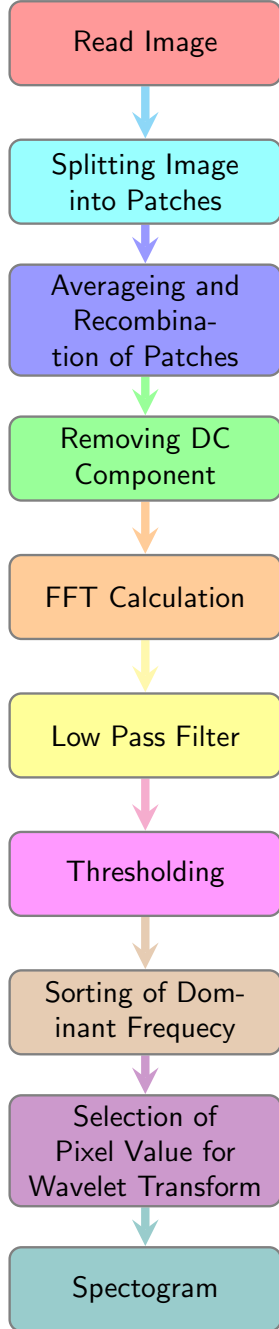 Read Image
Splitting Image
into Patches
Averageing and
Recombina-
tion of Patches
Removing DC
Component
FFT Calculation
Low Pass Filter
Thresholding
Sorting of Dom-
inant Frequecy
Selection of
Pixel Value for
Wavelet Transform
Spectogram